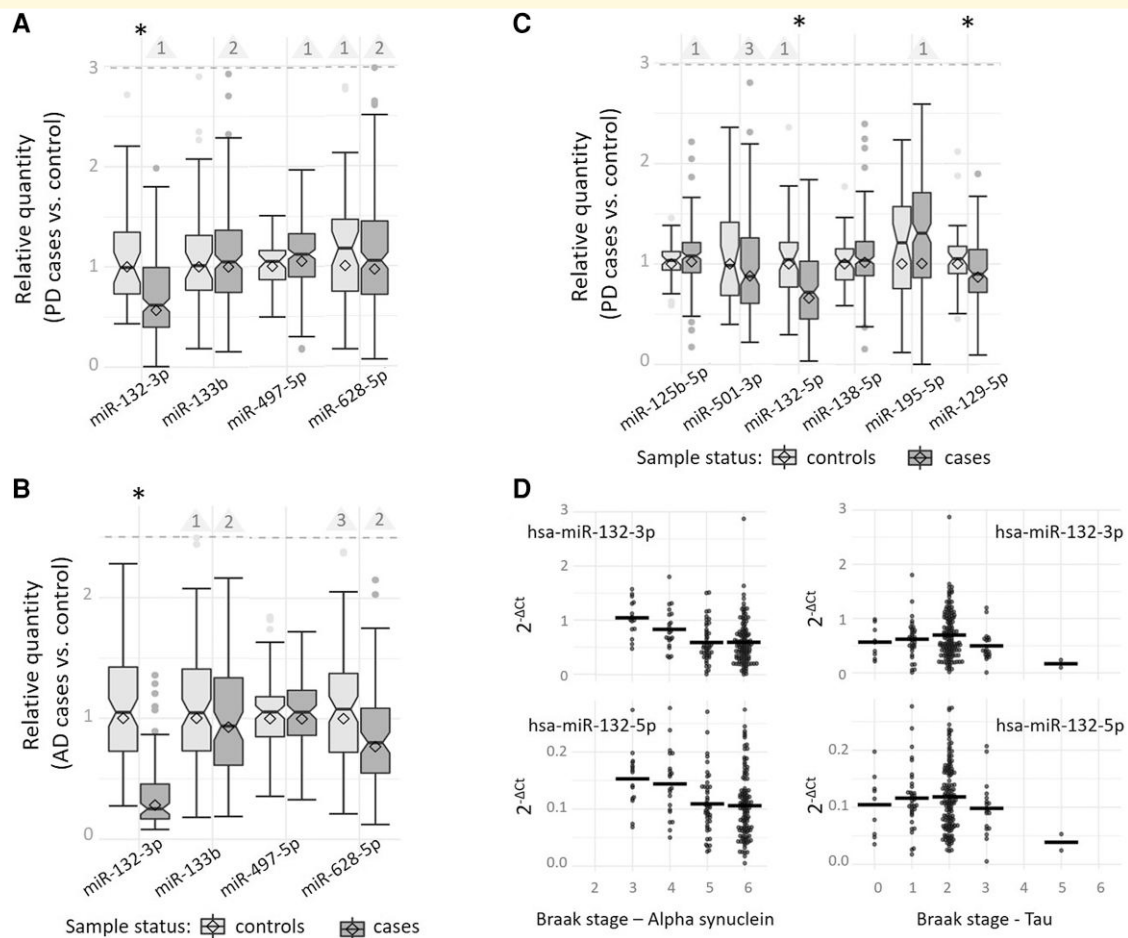 A
*
1
2
1
1
2
3
2
1
0
Relative quantity
(PD cases vs. control)
miR-132-3p
miR-133b
miR-497-5p
miR-628-5p
B
*
1
2
3
2
2
1
0
Relative quantity
(AD cases vs. control)
miR-132-3p
miR-133b
miR-497-5p
miR-628-5p
Sample status: controls cases
C
*
*
1
3
1
1
3
2
1
0
Relative quantity
(PD cases vs. control)
miR-125b-5p
miR-501-3p
miR-132-5p
miR-138-5p
miR-195-5p
miR-129-5p
Sample status: controls cases
D
hsa-miR-132-3p
3
2
1
0
2^-ΔCt
hsa-miR-132-3p
3
2
1
0
2^-ΔCt
hsa-miR-132-5p
0.2
0.1
0.0
2^-ΔCt
2 3 4 5 6
Braak stage – Alpha synuclein
hsa-miR-132-5p
0.2
0.1
0.0
2^-ΔCt
0 1 2 3 4 5 6
Braak stage - Tau